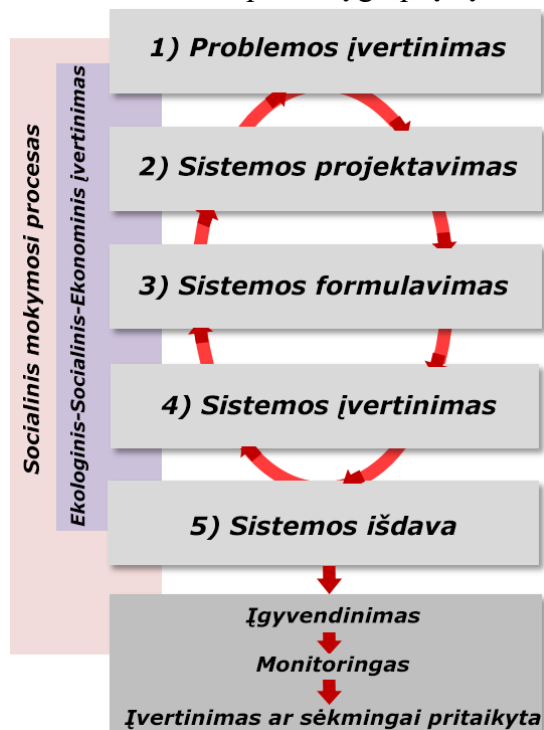 1) Problemos įvertinimas
2) Sistemos projektavimas
3) Sistemos formulavimas
4) Sistemos įvertinimas
5) Sistemos išdava
Įgyvendinimas
Monitoringas
Įvertinimas ar sėkmingai pritaikyta
Socialinis mokymosi procesas
Ekologinis-Socialinis-Ekonominis įvertinimas